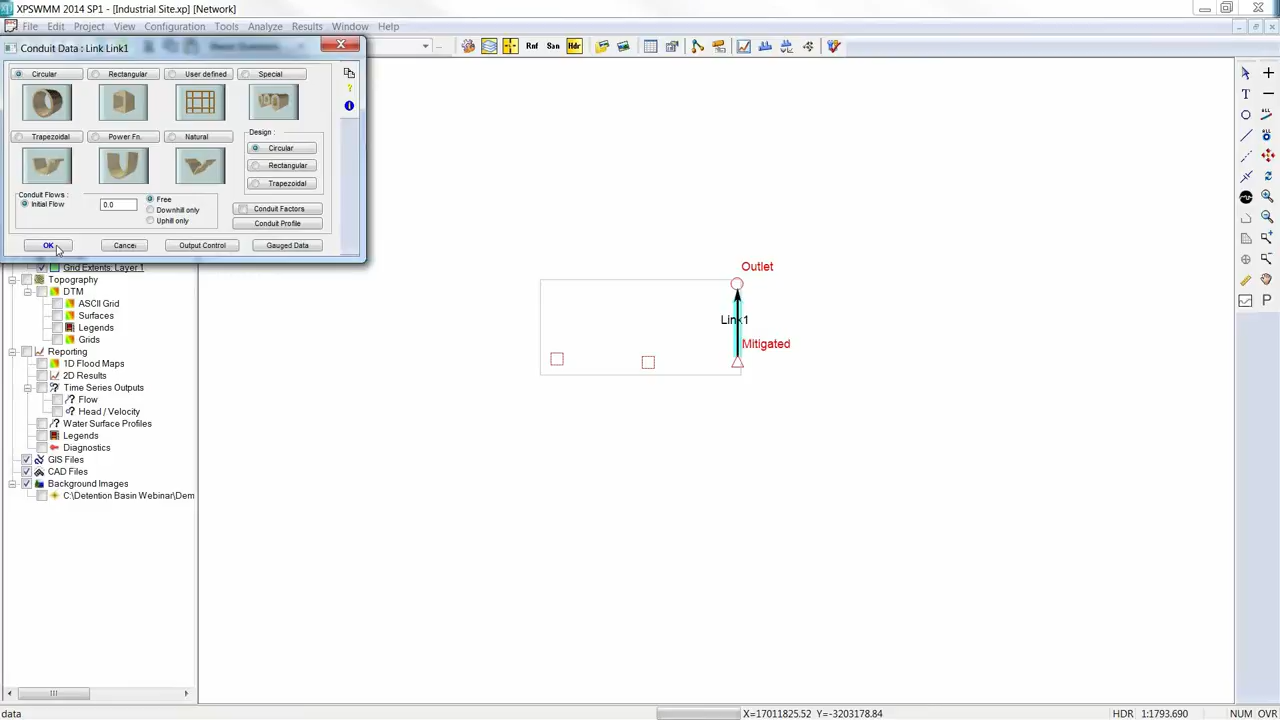 XPSWMM 2014 SP1 - [Industrial Site.xp] [Network]
File Edit Project View Configuration Tools Analyze Results Window Help
Conduit Data : Link Link1
Rnf San Hdr
Circular Rectangular User defined Special
Trapezoidal Power Fn. Natural
Design :
Circular
Rectangular
Trapezoidal
Conduit Flows :
Initial Flow
0.0
Free
Downhill only
Uphill only
Conduit Factors
Conduit Profile
OK Cancel Output Control Gauged Data
Grid Extents: Layer 1
Topography
DTM
ASCII Grid
Surfaces
Legends
Grids
Reporting
1D Flood Maps
2D Results
Time Series Outputs
Flow
Head / Velocity
Water Surface Profiles
Legends
Diagnostics
GIS Files
CAD Files
Background Images
C:\Detention Basin Webinar\Dem
Outlet
Link1
Mitigated
T
P
data
X=17011825.52 Y=-3203178.84
HDR 1:1793.690
NUM OVR